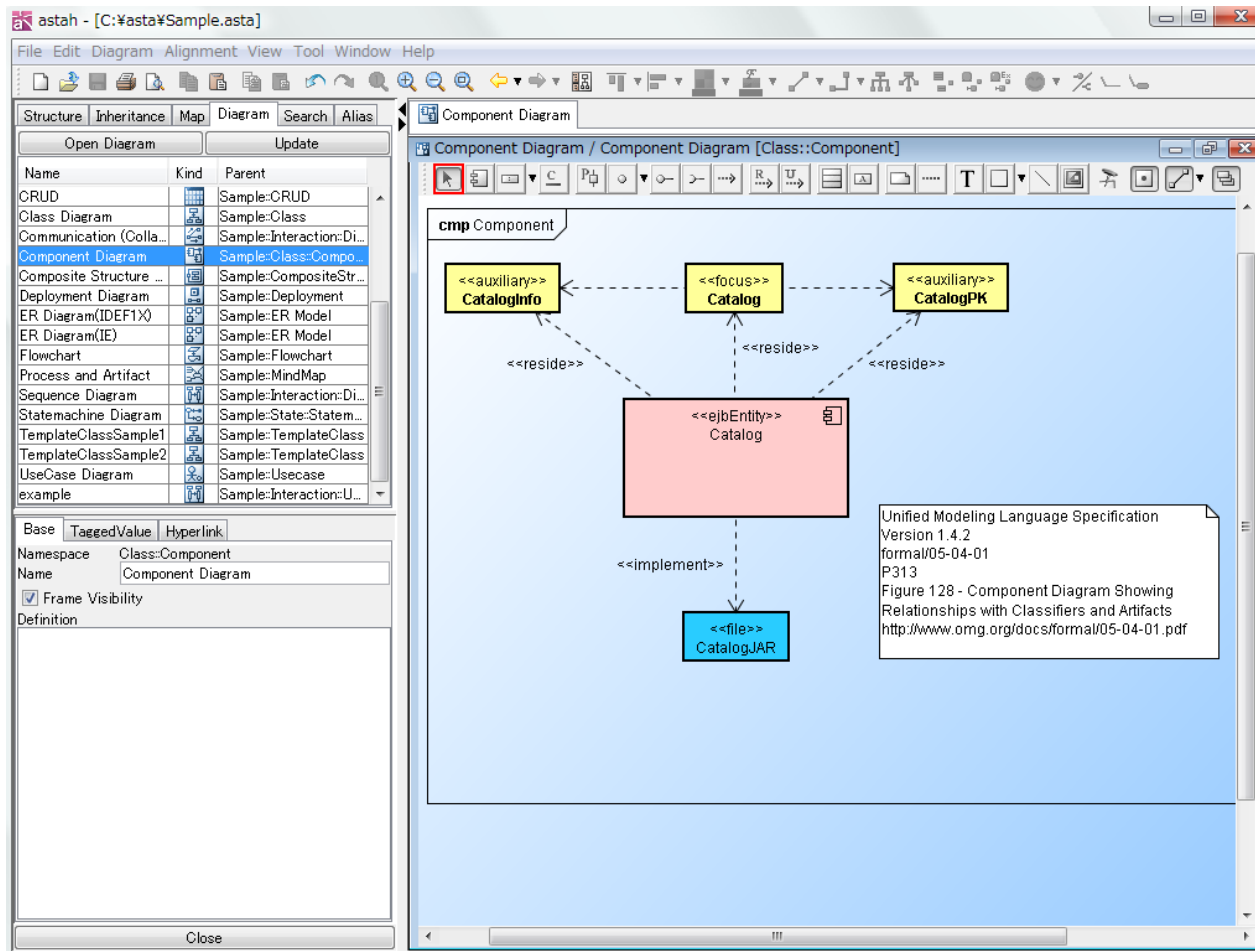 astah - [C:¥asta¥Sample.asta]
File Edit Diagram Alignment View Tool Window Help
Structure Inheritance Map Diagram Search Alias
Open Diagram Update
Name Kind Parent
CRUD Sample::CRUD
Class Diagram Sample::Class
Communication (Colla... Sample::Interaction::Di...
Component Diagram Sample::Class::Compo...
Composite Structure ... Sample::CompositeStr...
Deployment Diagram Sample::Deployment
ER Diagram(IDEF1X) Sample::ER Model
ER Diagram(IE) Sample::ER Model
Flowchart Sample::Flowchart
Process and Artifact Sample::MindMap
Sequence Diagram Sample::Interaction::Di...
Statemachine Diagram Sample::State::Statem...
TemplateClassSample1 Sample::TemplateClass
TemplateClassSample2 Sample::TemplateClass
UseCase Diagram Sample::Usecase
example Sample::Interaction::U...
Base TaggedValue Hyperlink
Namespace Class::Component
Name Component Diagram
Frame Visibility
Definition
Close
Component Diagram
Component Diagram / Component Diagram [Class::Component]
cmp Component
<<auxiliary>>
CatalogInfo
<<focus>>
Catalog
<<auxiliary>>
CatalogPK
<<reside>>
<<reside>>
<<reside>>
<<ejbEntity>>
Catalog
<<implement>>
<<file>>
CatalogJAR
Unified Modeling Language Specification
Version 1.4.2
formal/05-04-01
P313
Figure 128 - Component Diagram Showing
Relationships with Classifiers and Artifacts
http://www.omg.org/docs/formal/05-04-01.pdf